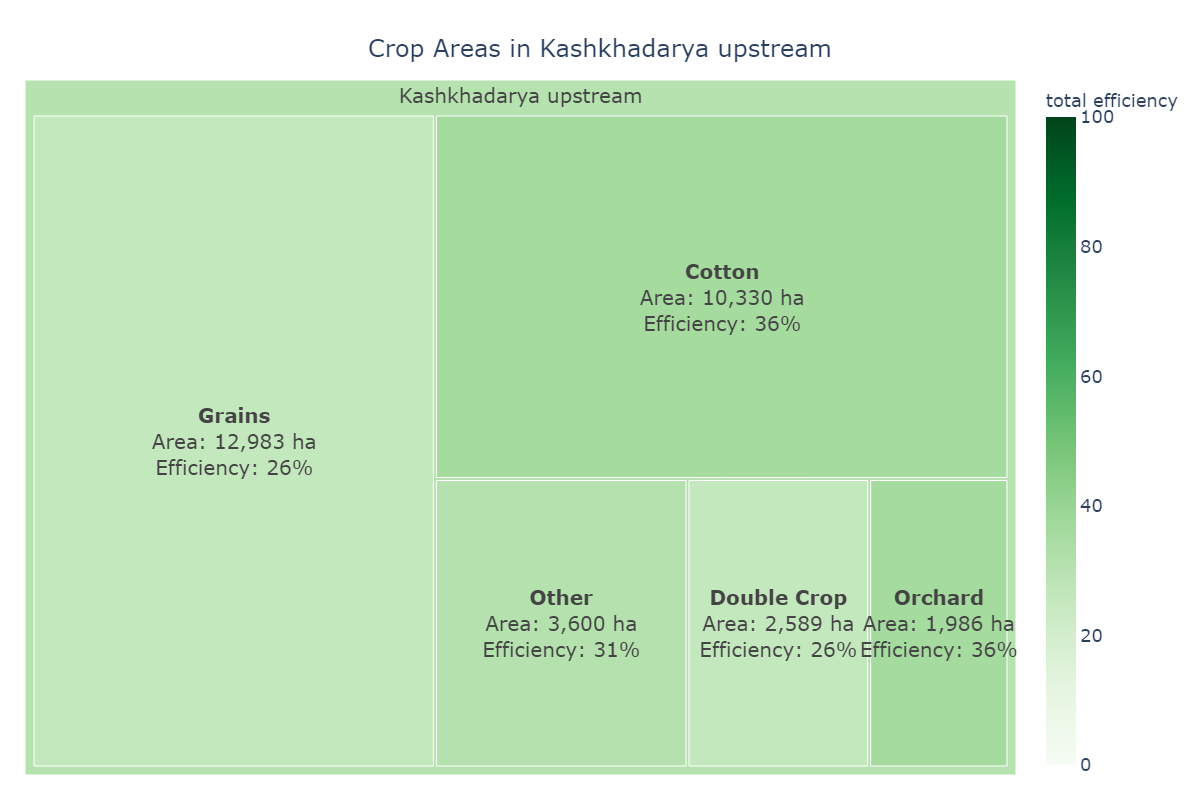 Crop Areas in Kashkhadarya upstream
Kashkhadarya upstream
Grains
Area: 12,983 ha
Efficiency: 26%
Cotton
Area: 10,330 ha
Efficiency: 36%
Other
Area: 3,600 ha
Efficiency: 31%
Double Crop
Area: 2,589 ha
Efficiency: 26%
Orchard
Area: 1,986 ha
Efficiency: 36%
total efficiency
100
80
60
40
20
0